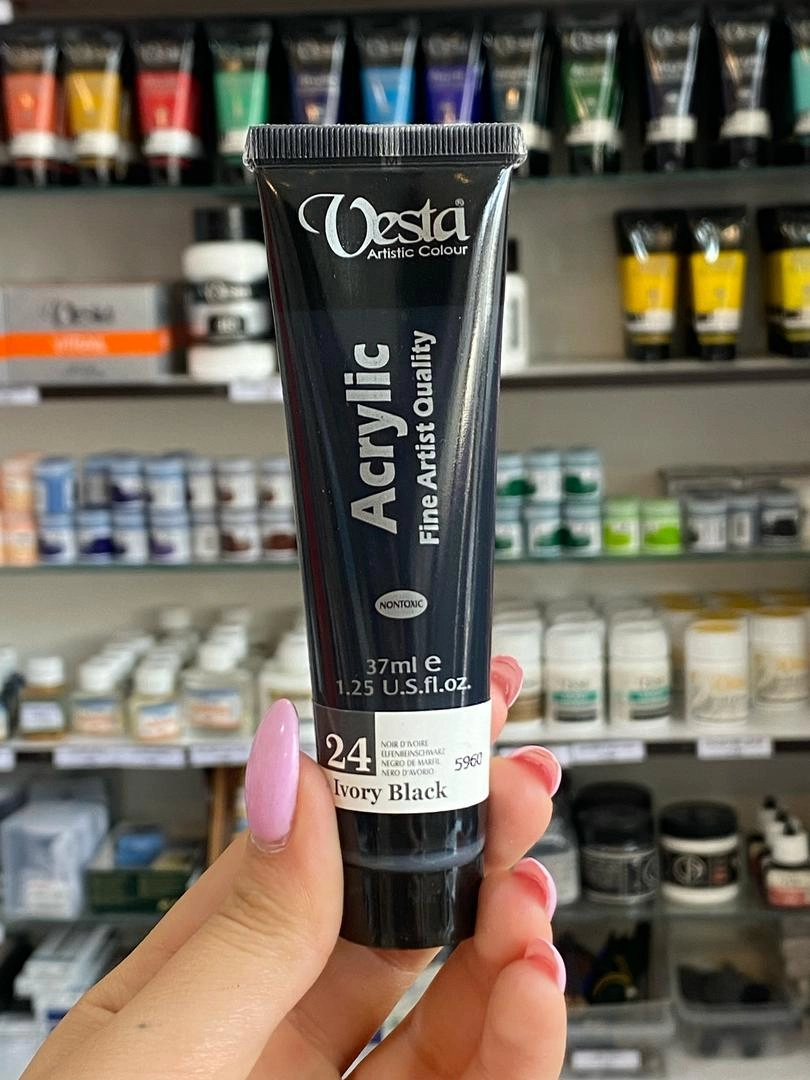 Vesta®
Artistic Colour
Acrylic
Fine Artist Quality
NONTOXIC
37ml e
1.25 U.S.fl.oz.
24
NOIR D'IVOIRE
ELFENBEINSCHWARZ
NEGRO DE MARFIL
NERO D'AVORIO
5960
Ivory Black
Vesta